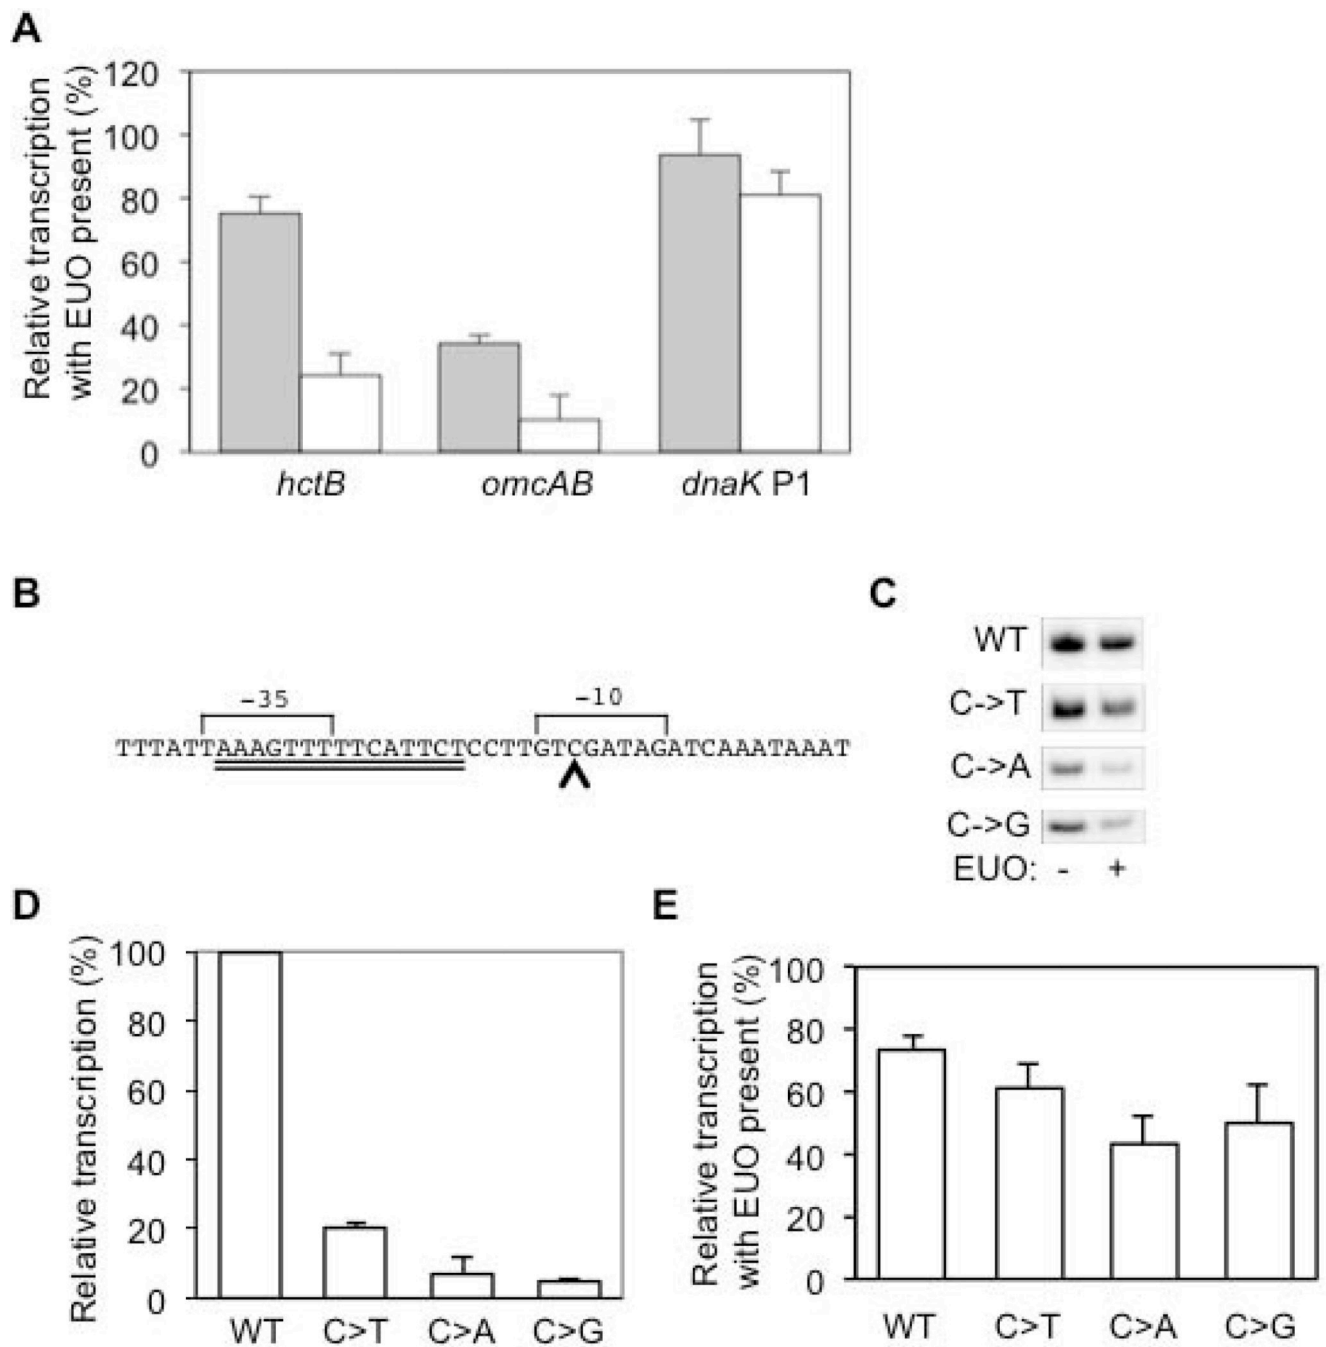 A
Relative transcription
with EUO present (%)
120
100
80
60
40
20
0
hctB omcAB dnaK P1
B
-35 -10
TTTATTAAAGTTTTTTCATTCTCCTTGTCGATAGATCAAATAAAT
C
WT
C->T
C->A
C->G
EUO: - +
D
Relative transcription (%)
100
80
60
40
20
0
WT C>T C>A C>G
E
Relative transcription
with EUO present (%)
100
80
60
40
20
0
WT C>T C>A C>G